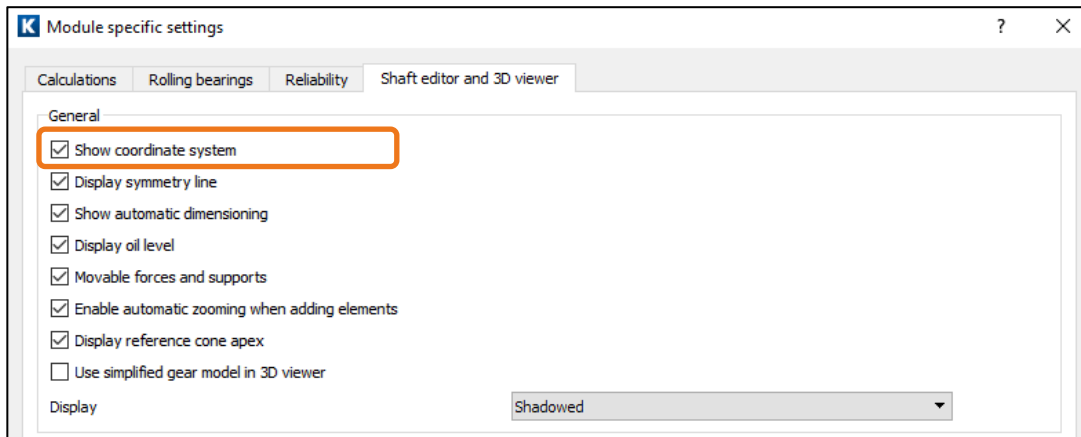 K Module specific settings ?
Calculations Rolling bearings Reliability Shaft editor and 3D viewer
General
Show coordinate system
Display symmetry line
Show automatic dimensioning
Display oil level
Movable forces and supports
Enable automatic zooming when adding elements
Display reference cone apex
Use simplified gear model in 3D viewer
Display Shadowed